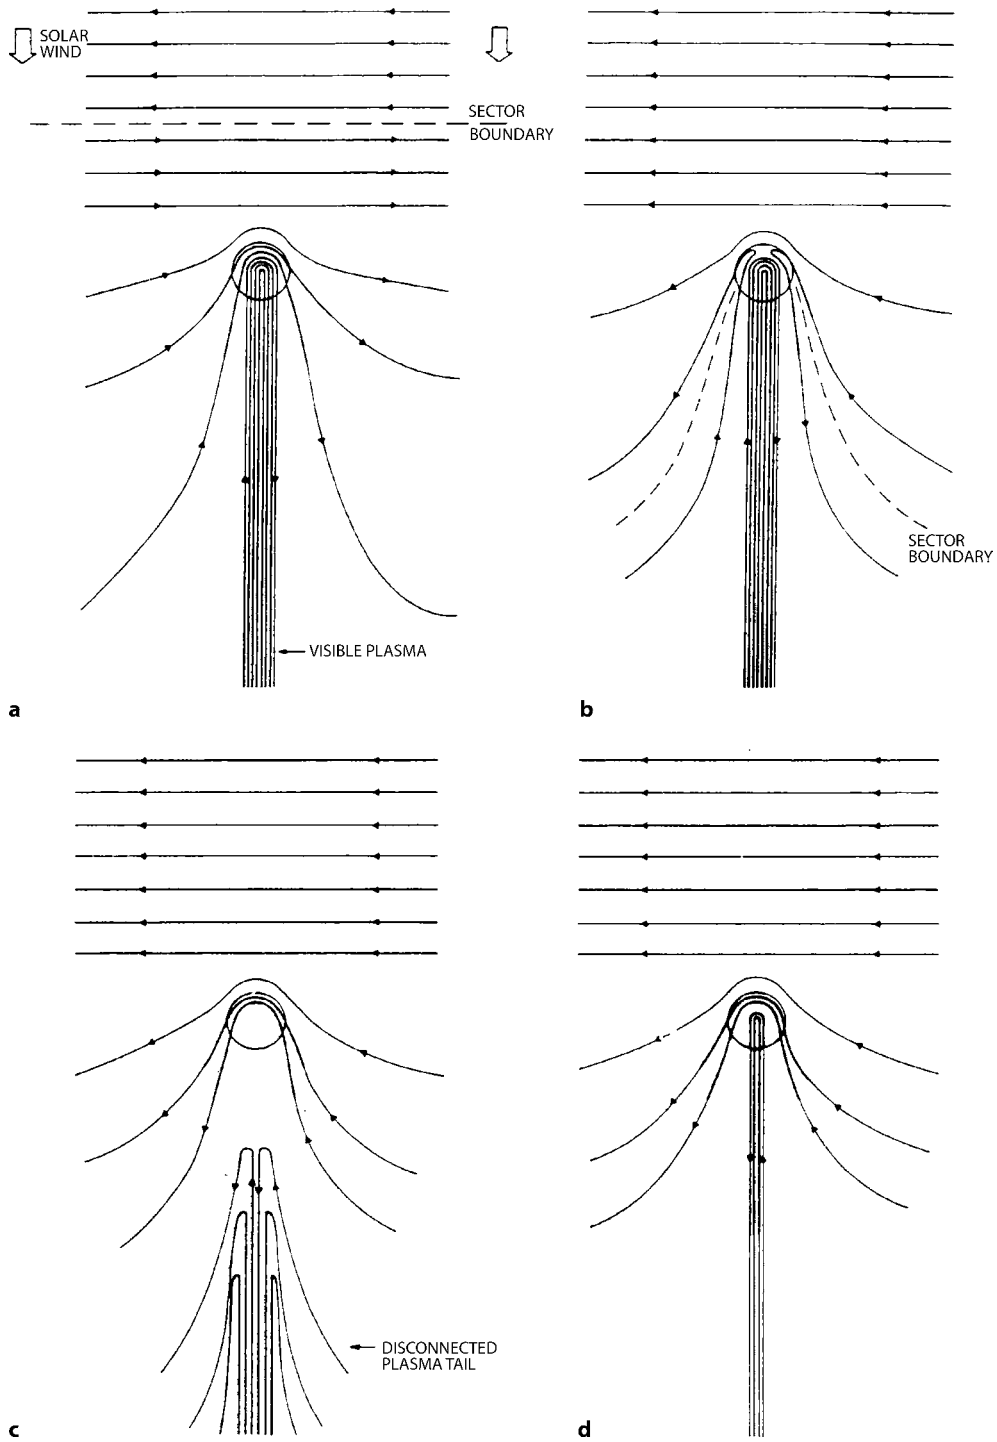 SOLAR
WIND
SECTOR
BOUNDARY
VISIBLE PLASMA
a
SECTOR
BOUNDARY
b
DISCONNECTED
PLASMA TAIL
c
d